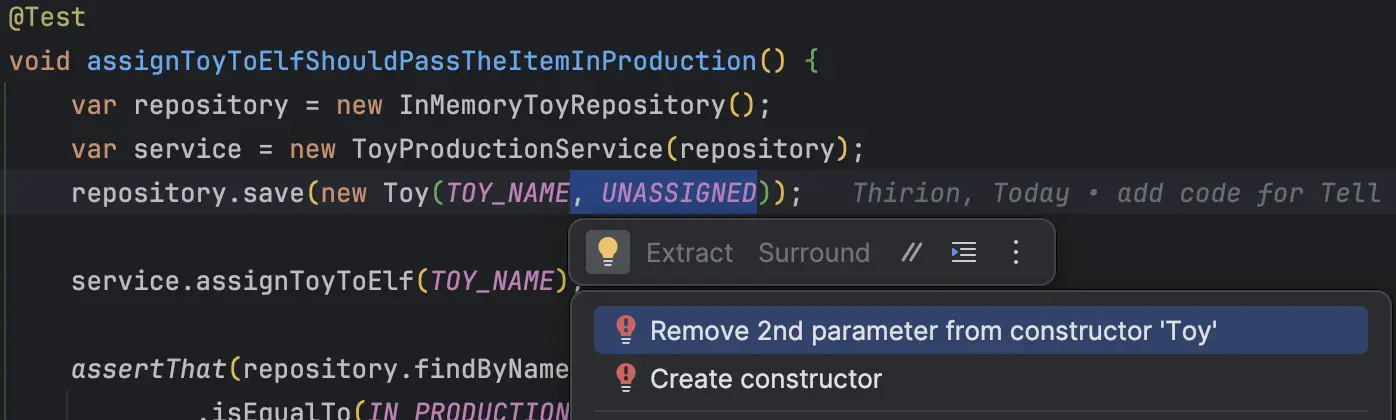 @Test
void assignToyToElfShouldPassTheItemInProduction() {
var repository = new InMemoryToyRepository();
var service = new ToyProductionService(repository);
repository.save(new Toy(TOY_NAME, UNASSIGNED)); Thirion, Today • add code for Tell
Extract Surround //
service.assignToyToElf(TOY_NAME);
Remove 2nd parameter from constructor 'Toy'
assertThat(repository.findByName
Create constructor
.isEqualTo(IN_PRODUCTION